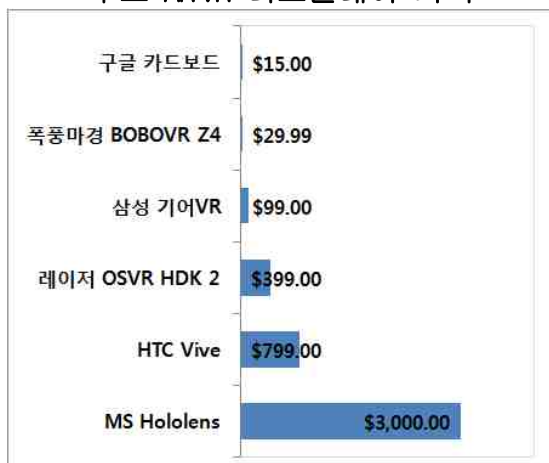 구글 카드보드 $15.00
폭풍마경 BOBOVR Z4 $29.99
삼성 기어VR $99.00
레이저 OSVR HDK 2 $399.00
HTC Vive $799.00
MS Hololens $3,000.00